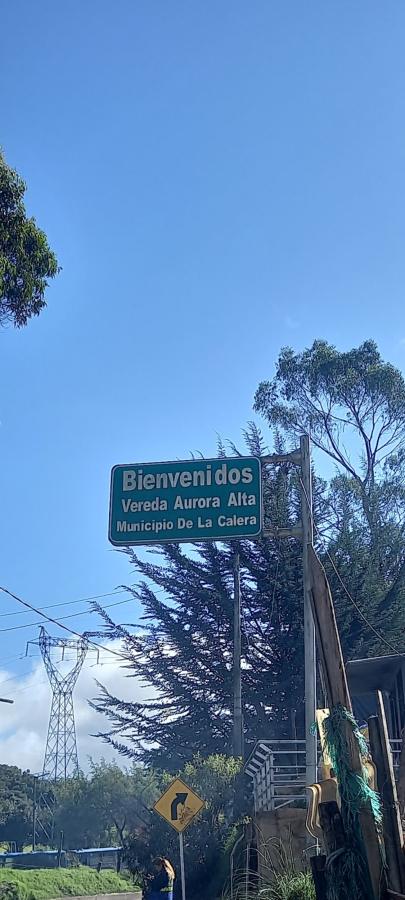 Bienvenidos
Vereda Aurora Alta
Municipio De La Calera